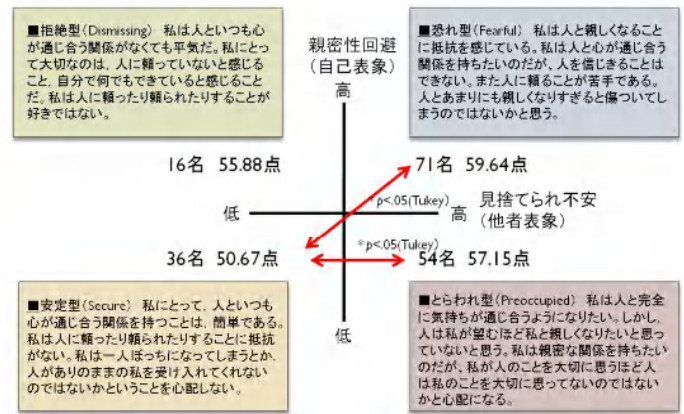 ■拒絶型(Dismissing) 私は人といつも心
が通じ合う関係がなくても平気だ。私にとっ
て大切なのは，人に頼っていないと感じるこ
と，自分で何でもできていると感じること
だ。私は人に頼ったり頼られたりすることが
好きではない。
親密性回避
(自己表象)
高
■恐れ型(Fearful) 私は人と親しくなること
に抵抗を感じている。私は人と心が通じ合う
関係を持ちたいのだが，人を信じきることは
できない。また人に頼ることが苦手である。
人とあまりにも親しくなりすぎると傷ついてし
まうのではないかと思う。
16名 55.88点
71名 59.64点
*p<.05(Tukey)
低
高
見捨てられ不安
(他者表象)
*p<.05(Tukey)
36名 50.67点
54名 57.15点
■安定型(Secure) 私にとって，人といつも
心が通じ合う関係を持つことは，簡単である。
私は人に頼ったり頼られたりすることに抵抗
がない。私は一人ぼっちになってしまうとか，
人がありのままの私を受け入れてくれない
のではないかということを心配しない。
低
■とらわれ型(Preoccupied) 私は人と完全
に気持ちが通じ合うようになりたい。しかし，
人は私が望むほど私と親しくなりたいと思っ
ていないと思う。私は親密な関係を持ちたい
のだが，私が人のことを大切に思うほど人
は私のことを大切に思ってないのではない
かと心配になる。